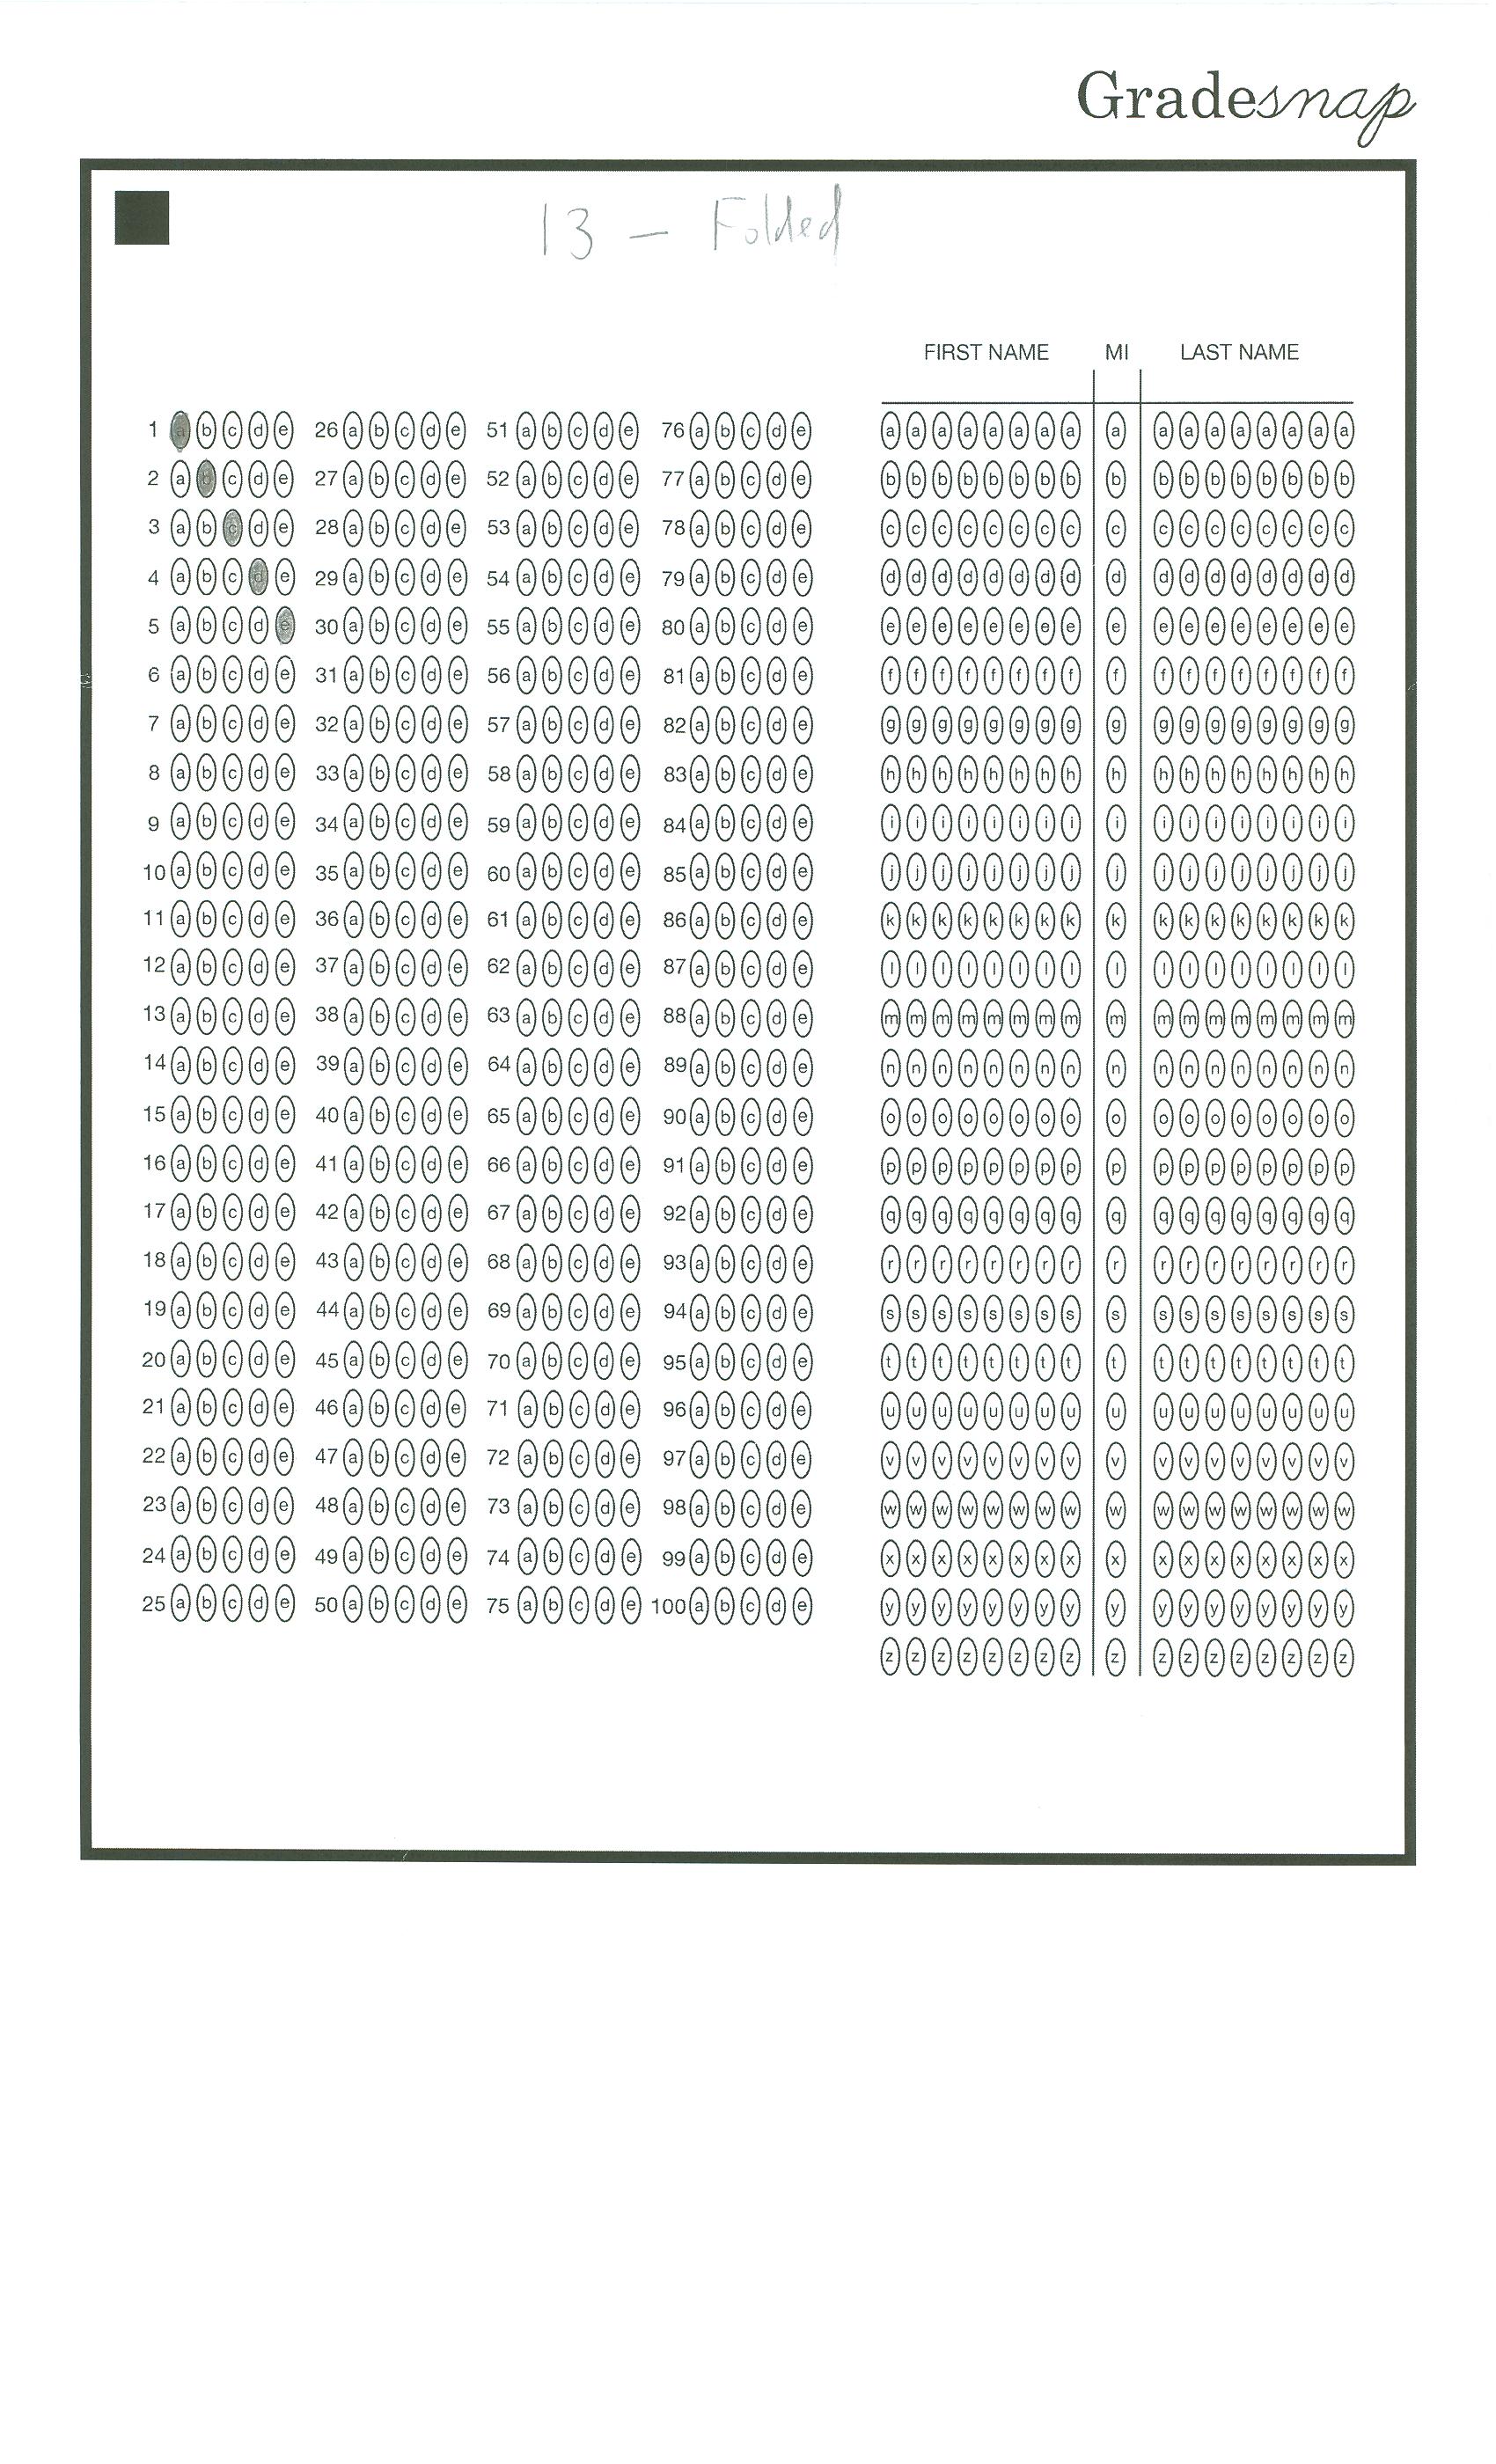 Gradesnap
13 - Folded
FIRST NAME MI LAST NAME
1 a b c d e 26 a b c d e 51 a b c d e 76 a b c d e a a a a a a a a a a a a a a a a a
2 a b c d e 27 a b c d e 52 a b c d e 77 a b c d e b b b b b b b b b b b b b b b b b
3 a b c d e 28 a b c d e 53 a b c d e 78 a b c d e c c c c c c c c c c c c c c c c c
4 a b c d e 29 a b c d e 54 a b c d e 79 a b c d e d d d d d d d d d d d d d d d d d
5 a b c d e 30 a b c d e 55 a b c d e 80 a b c d e e e e e e e e e e e e e e e e e e
6 a b c d e 31 a b c d e 56 a b c d e 81 a b c d e f f f f f f f f f f f f f f f f f
7 a b c d e 32 a b c d e 57 a b c d e 82 a b c d e g g g g g g g g g g g g g g g g g
8 a b c d e 33 a b c d e 58 a b c d e 83 a b c d e h h h h h h h h h h h h h h h h h
9 a b c d e 34 a b c d e 59 a b c d e 84 a b c d e i i i i i i i i i i i i i i i i i
10 a b c d e 35 a b c d e 60 a b c d e 85 a b c d e j j j j j j j j j j j j j j j j j
11 a b c d e 36 a b c d e 61 a b c d e 86 a b c d e k k k k k k k k k k k k k k k k k
12 a b c d e 37 a b c d e 62 a b c d e 87 a b c d e l l l l l l l l l l l l l l l l l
13 a b c d e 38 a b c d e 63 a b c d e 88 a b c d e m m m m m m m m m m m m m m m m m
14 a b c d e 39 a b c d e 64 a b c d e 89 a b c d e n n n n n n n n n n n n n n n n n
15 a b c d e 40 a b c d e 65 a b c d e 90 a b c d e o o o o o o o o o o o o o o o o o
16 a b c d e 41 a b c d e 66 a b c d e 91 a b c d e p p p p p p p p p p p p p p p p p
17 a b c d e 42 a b c d e 67 a b c d e 92 a b c d e q q q q q q q q q q q q q q q q q
18 a b c d e 43 a b c d e 68 a b c d e 93 a b c d e r r r r r r r r r r r r r r r r r
19 a b c d e 44 a b c d e 69 a b c d e 94 a b c d e s s s s s s s s s s s s s s s s s
20 a b c d e 45 a b c d e 70 a b c d e 95 a b c d e t t t t t t t t t t t t t t t t t
21 a b c d e 46 a b c d e 71 a b c d e 96 a b c d e u u u u u u u u u u u u u u u u u
22 a b c d e 47 a b c d e 72 a b c d e 97 a b c d e v v v v v v v v v v v v v v v v v
23 a b c d e 48 a b c d e 73 a b c d e 98 a b c d e w w w w w w w w w w w w w w w w w
24 a b c d e 49 a b c d e 74 a b c d e 99 a b c d e x x x x x x x x x x x x x x x x x
25 a b c d e 50 a b c d e 75 a b c d e 100 a b c d e y y y y y y y y y y y y y y y y y
z z z z z z z z z z z z z z z z z